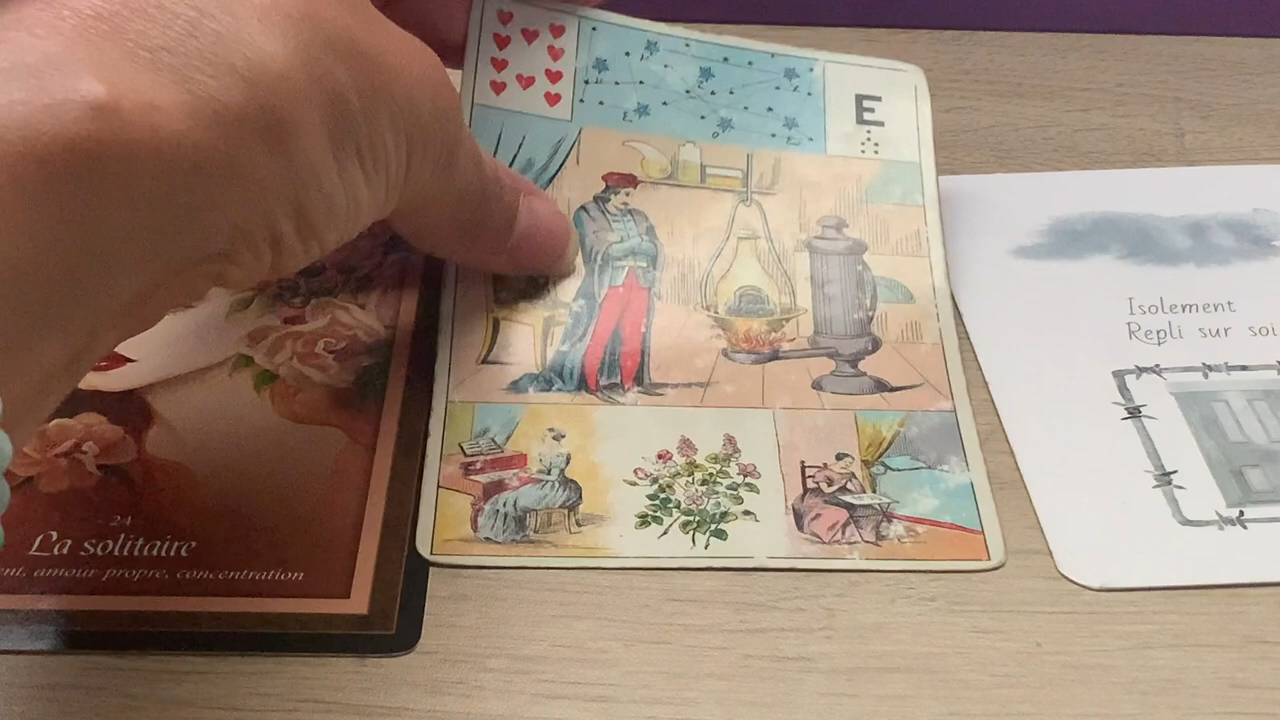 24
La solitaire
amour-propre, concentration
E
Isolement
Repli sur soi